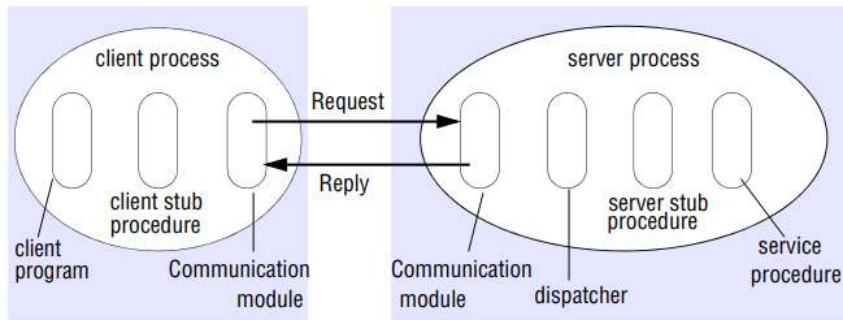 client process
server process
Request
Reply
client stub
procedure
server stub
procedure
client
program
Communication
module
Communication
module
dispatcher
service
procedure